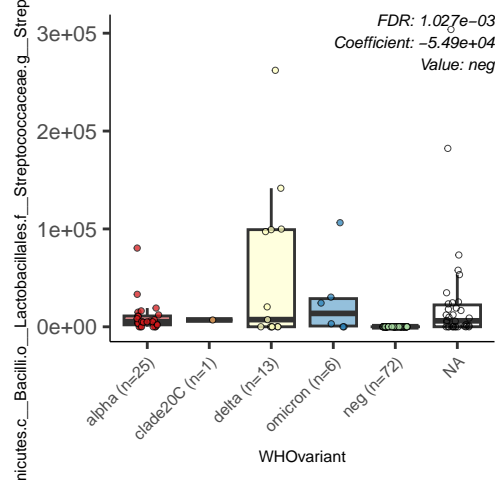 FDR: 1.027e−03
Coefficient: −5.49e+04
Value: neg
3e+05
2e+05
1e+05
0e+00
nicutes.c__Bacilli.o__Lactobacillales.f__Streptococcaceae.g__Strep
alpha (n=25)
clade20C (n=1)
delta (n=13)
omicron (n=6)
neg (n=72)
NA
WHOvariant